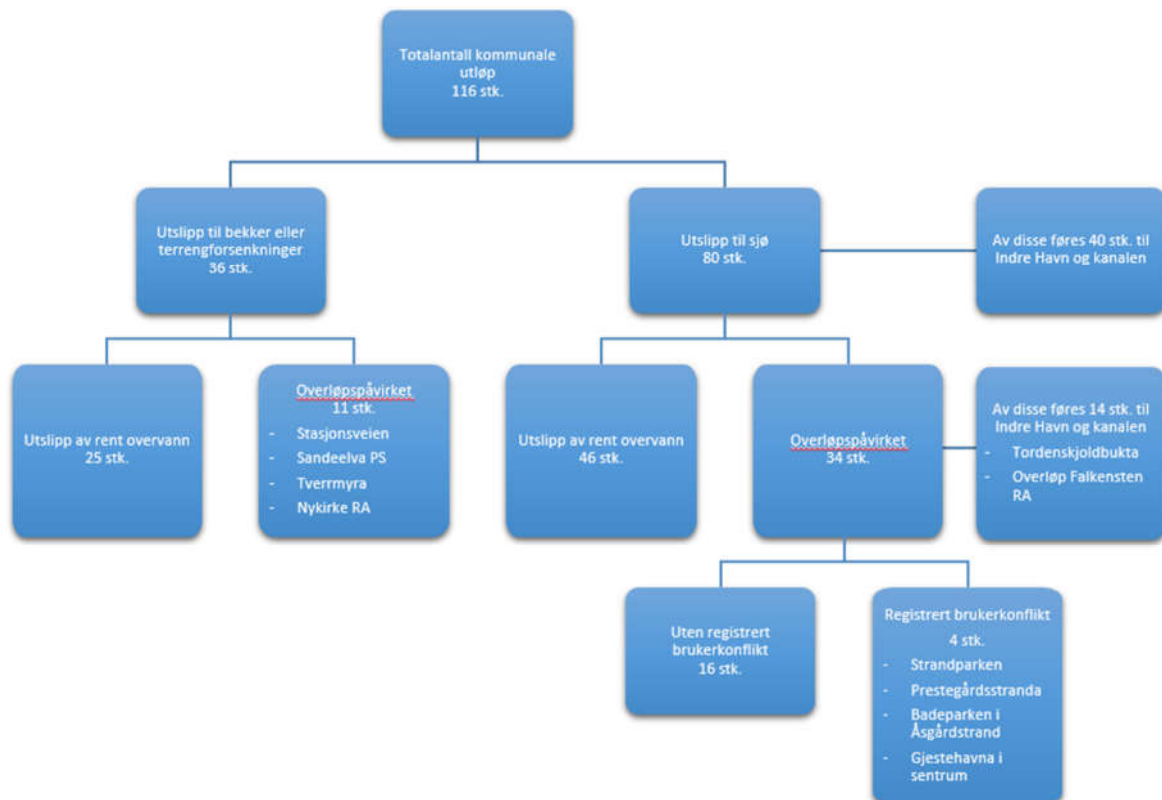 Totalantall kommunale
utløp
116 stk.
Utslipp til bekker eller
terrengforsenkninger
36 stk.
Utslipp til sjø
80 stk.
Av disse føres 40 stk. til
Indre Havn og kanalen
Utslipp av rent overvann
25 stk.
Overløpspåvirket
11 stk.
- Stasjonsveien
- Sandeelva PS
- Tverrmyra
- Nykirke RA
Utslipp av rent overvann
46 stk.
Overløpspåvirket
34 stk.
Av disse føres 14 stk. til
Indre Havn og kanalen
- Tordenskjoldbukta
- Overløp Falkensten
RA
Uten registrert
brukerkonflikt
16 stk.
Registrert brukerkonflikt
4 stk.
- Strandparken
- Prestegårdsstranda
- Badeparken i
Åsgårdstrand
- Gjestehavna i
sentrum